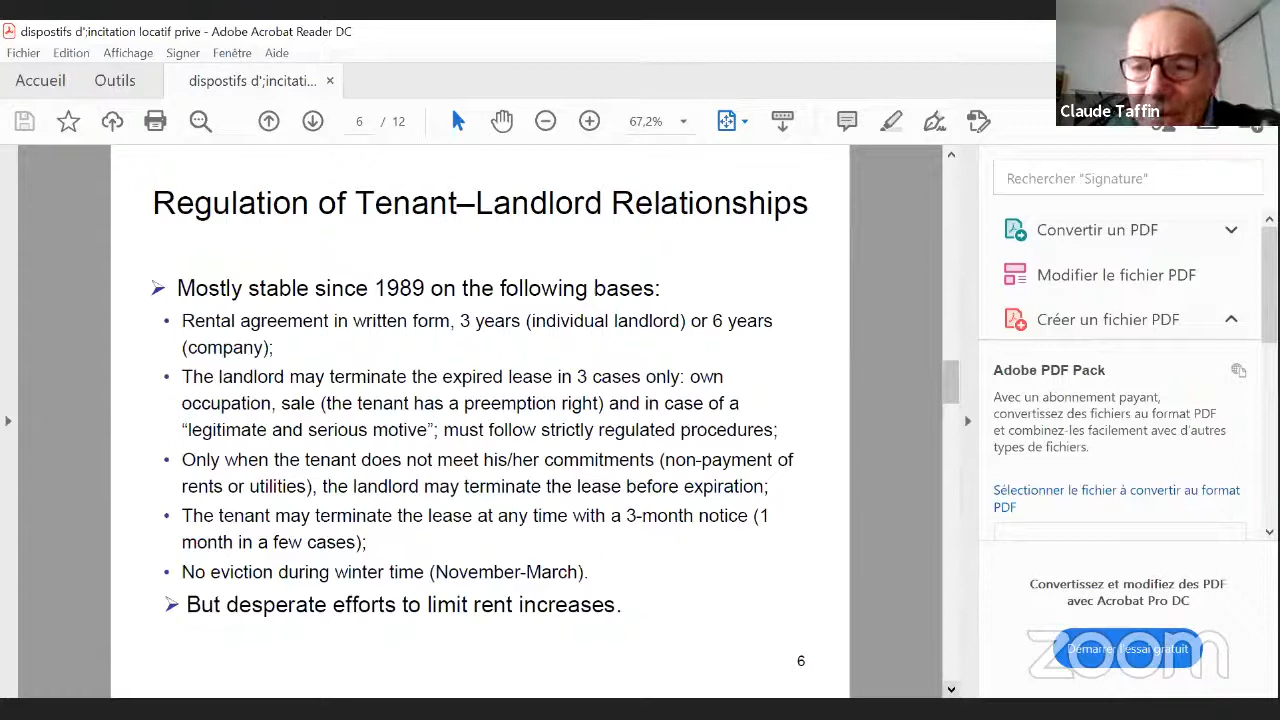 dispostifs d';incitation locatif prive - Adobe Acrobat Reader DC
Fichier Edition Affichage Signer Fenêtre Aide
Accueil Outils dispostifs d';incitati... ×
6 / 12 67,2%
Claude Taffin
Regulation of Tenant–Landlord Relationships
➢ Mostly stable since 1989 on the following bases:
• Rental agreement in written form, 3 years (individual landlord) or 6 years
(company);
• The landlord may terminate the expired lease in 3 cases only: own
occupation, sale (the tenant has a preemption right) and in case of a
“legitimate and serious motive”; must follow strictly regulated procedures;
• Only when the tenant does not meet his/her commitments (non-payment of
rents or utilities), the landlord may terminate the lease before expiration;
• The tenant may terminate the lease at any time with a 3-month notice (1
month in a few cases);
• No eviction during winter time (November-March).
➢ But desperate efforts to limit rent increases.
6
Rechercher "Signature"
Convertir un PDF
Modifier le fichier PDF
Créer un fichier PDF
Adobe PDF Pack
Avec un abonnement payant,
convertissez des fichiers au format PDF
et combinez-les facilement avec d'autres
types de fichiers.
Sélectionner le fichier à convertir au format
PDF
Convertissez et modifiez des PDF
avec Acrobat Pro DC
Démarrer l'essai gratuit
zoom